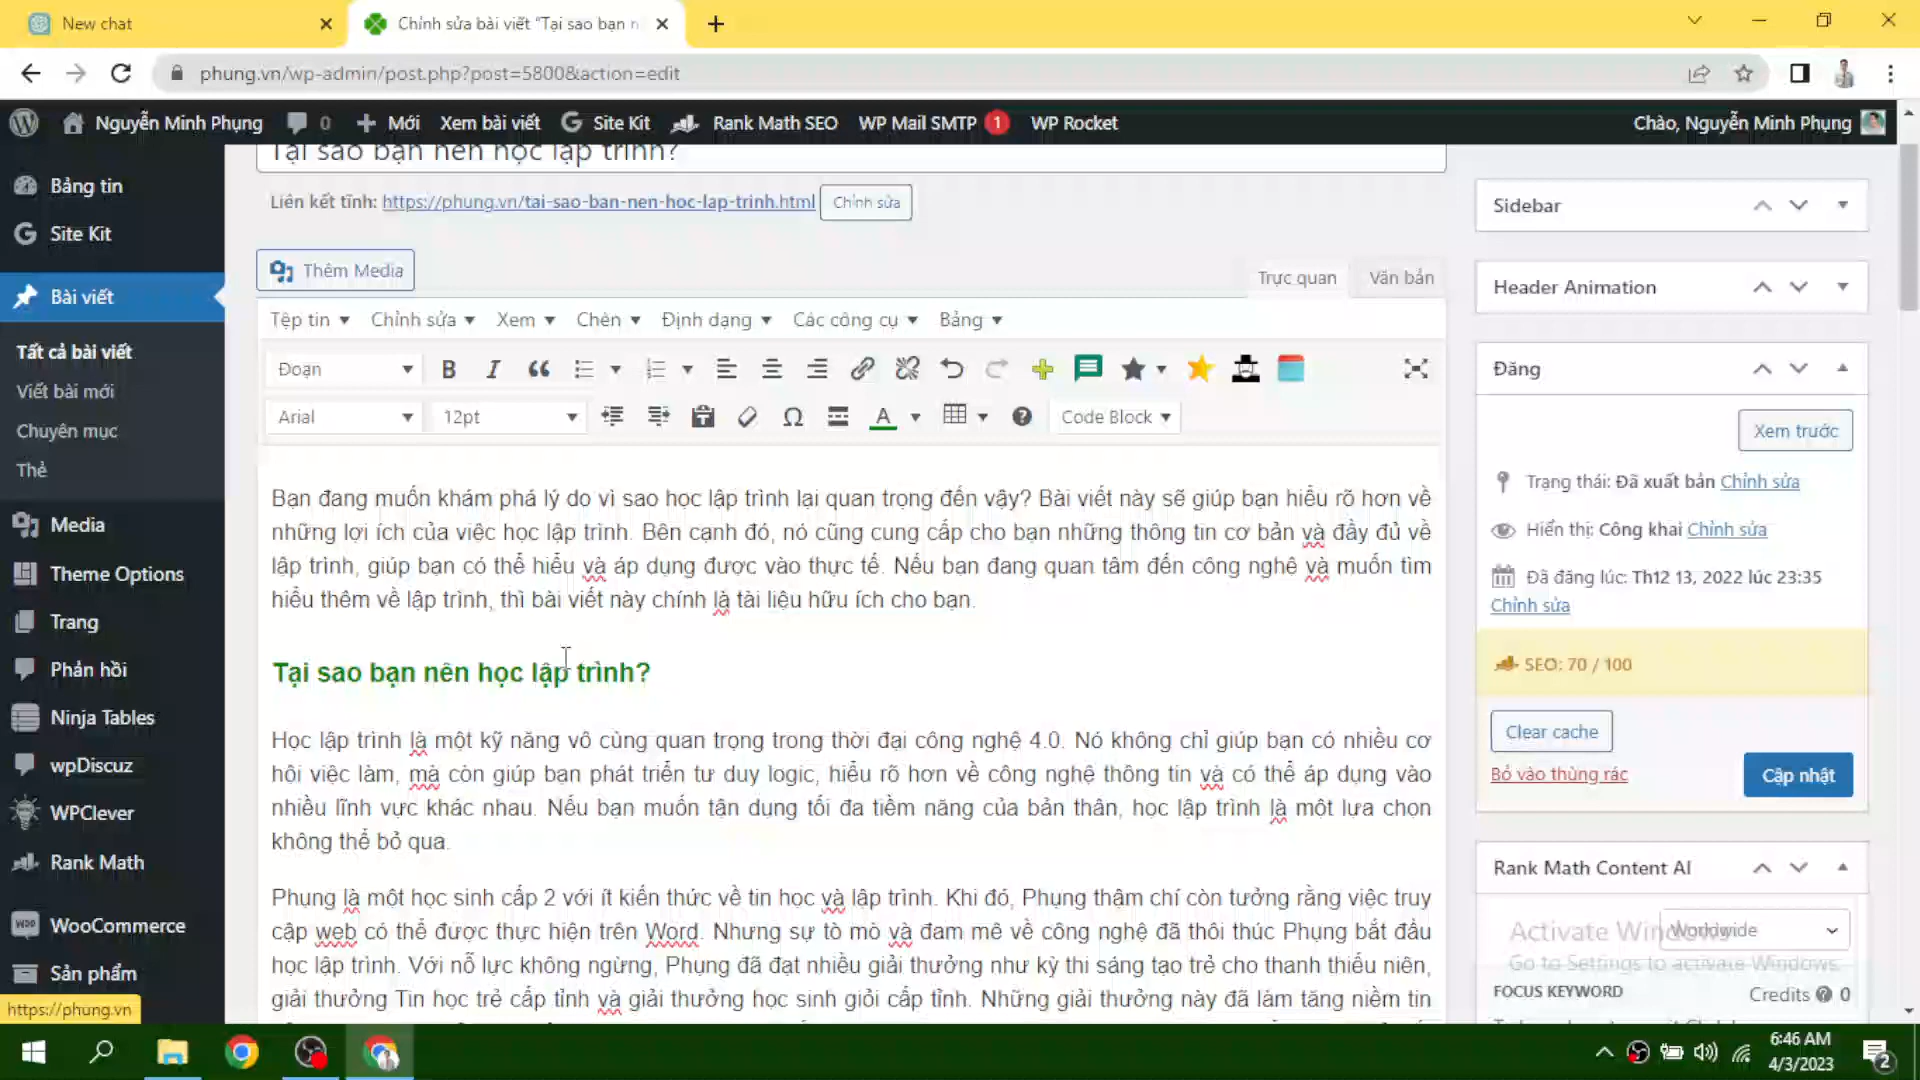 New chat
Chỉnh sửa bài viết “Tại sao bạn n
phung.vn/wp-admin/post.php?post=5800&action=edit
Nguyễn Minh Phụng
0
Mới
Xem bài viết
Site Kit
Rank Math SEO
WP Mail SMTP
1
WP Rocket
Chào, Nguyễn Minh Phụng
Bảng tin
Site Kit
Bài viết
Tất cả bài viết
Viết bài mới
Chuyên mục
Thẻ
Media
Theme Options
Trang
Phản hồi
Ninja Tables
wpDiscuz
WPClever
Rank Math
WooCommerce
Sản phẩm
https://phung.vn
Tại sao bạn nên học lập trình?
Liên kết tĩnh: https://phung.vn/tai-sao-ban-nen-hoc-lap-trinh.html
Chỉnh sửa
Thêm Media
Trực quan
Văn bản
Tệp tin
Chỉnh sửa
Xem
Chèn
Định dạng
Các công cụ
Bảng
Đoạn
Arial
12pt
Code Block
Bạn đang muốn khám phá lý do vì sao học lập trình lại quan trọng đến vậy? Bài viết này sẽ giúp bạn hiểu rõ hơn về
những lợi ích của việc học lập trình. Bên cạnh đó, nó cũng cung cấp cho bạn những thông tin cơ bản và đầy đủ về
lập trình, giúp bạn có thể hiểu và áp dụng được vào thực tế. Nếu bạn đang quan tâm đến công nghệ và muốn tìm
hiểu thêm về lập trình, thì bài viết này chính là tài liệu hữu ích cho bạn.
Tại sao bạn nên học lập trình?
Học lập trình là một kỹ năng vô cùng quan trọng trong thời đại công nghệ 4.0. Nó không chỉ giúp bạn có nhiều cơ
hội việc làm, mà còn giúp bạn phát triển tư duy logic, hiểu rõ hơn về công nghệ thông tin và có thể áp dụng vào
nhiều lĩnh vực khác nhau. Nếu bạn muốn tận dụng tối đa tiềm năng của bản thân, học lập trình là một lựa chọn
không thể bỏ qua.
Phụng là một học sinh cấp 2 với ít kiến thức về tin học và lập trình. Khi đó, Phụng thậm chí còn tưởng rằng việc truy
cập web có thể được thực hiện trên Word. Nhưng sự tò mò và đam mê về công nghệ đã thôi thúc Phụng bắt đầu
học lập trình. Với nỗ lực không ngừng, Phụng đã đạt nhiều giải thưởng như kỳ thi sáng tạo trẻ cho thanh thiếu niên,
giải thưởng Tin học trẻ cấp tỉnh và giải thưởng học sinh giỏi cấp tỉnh. Những giải thưởng này đã làm tăng niềm tin
Sidebar
Header Animation
Đăng
Xem trước
Trạng thái: Đã xuất bản Chỉnh sửa
Hiển thị: Công khai Chỉnh sửa
Đã đăng lúc: Th12 13, 2022 lúc 23:35
Chỉnh sửa
SEO: 70 / 100
Clear cache
Bỏ vào thùng rác
Cập nhật
Rank Math Content AI
Worldwide
Activate Windows
Go to Settings to activate Windows.
FOCUS KEYWORD
Credits
0
6:46 AM
4/3/2023
2